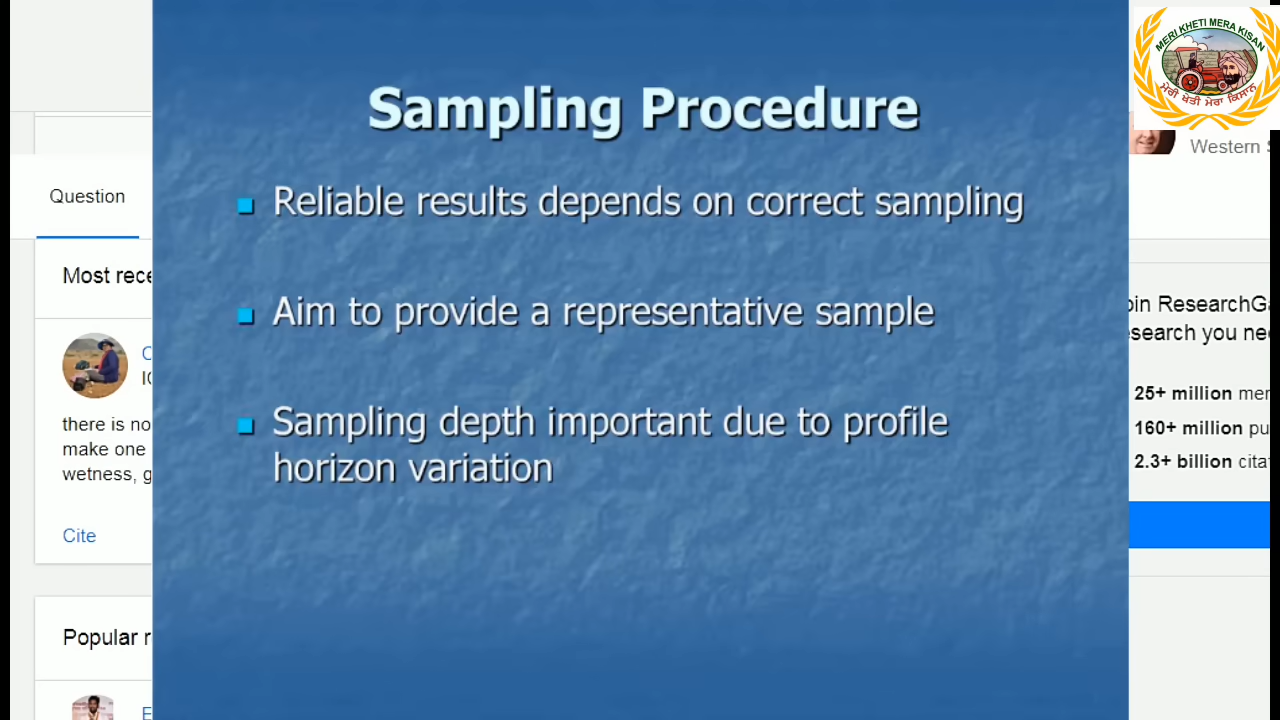 MERI KHETI MERA KISAN
ਮੇਰੀ ਖੇਤੀ ਮੇਰਾ ਕਿਸਾਨ
Sampling Procedure
Reliable results depends on correct sampling
Aim to provide a representative sample
Sampling depth important due to profile
horizon variation
Question
Most rece
there is no
make one
wetness, g
Cite
Popular r
Western S
oin ResearchGa
search you nee
25+ million mer
160+ million pu
2.3+ billion cita